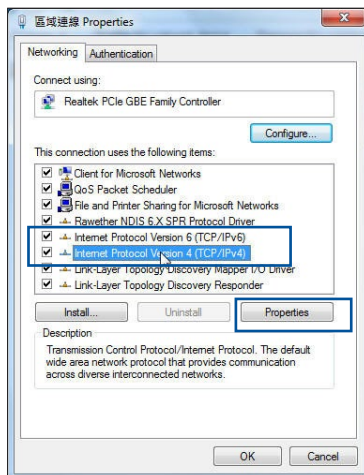 區域連線 Properties
Networking
Authentication
Connect using:
Realtek PCIe GBE Family Controller
Configure...
This connection uses the following items:
Client for Microsoft Networks
QoS Packet Scheduler
File and Printer Sharing for Microsoft Networks
Rawether NDIS 6.X SPR Protocol Driver
Internet Protocol Version 6 (TCP/IPv6)
Internet Protocol Version 4 (TCP/IPv4)
Link-Layer Topology Discovery Mapper I/O Driver
Link-Layer Topology Discovery Responder
Install...
Uninstall
Properties
Description
Transmission Control Protocol/Internet Protocol. The default
wide area network protocol that provides communication
across diverse interconnected networks.
OK
Cancel